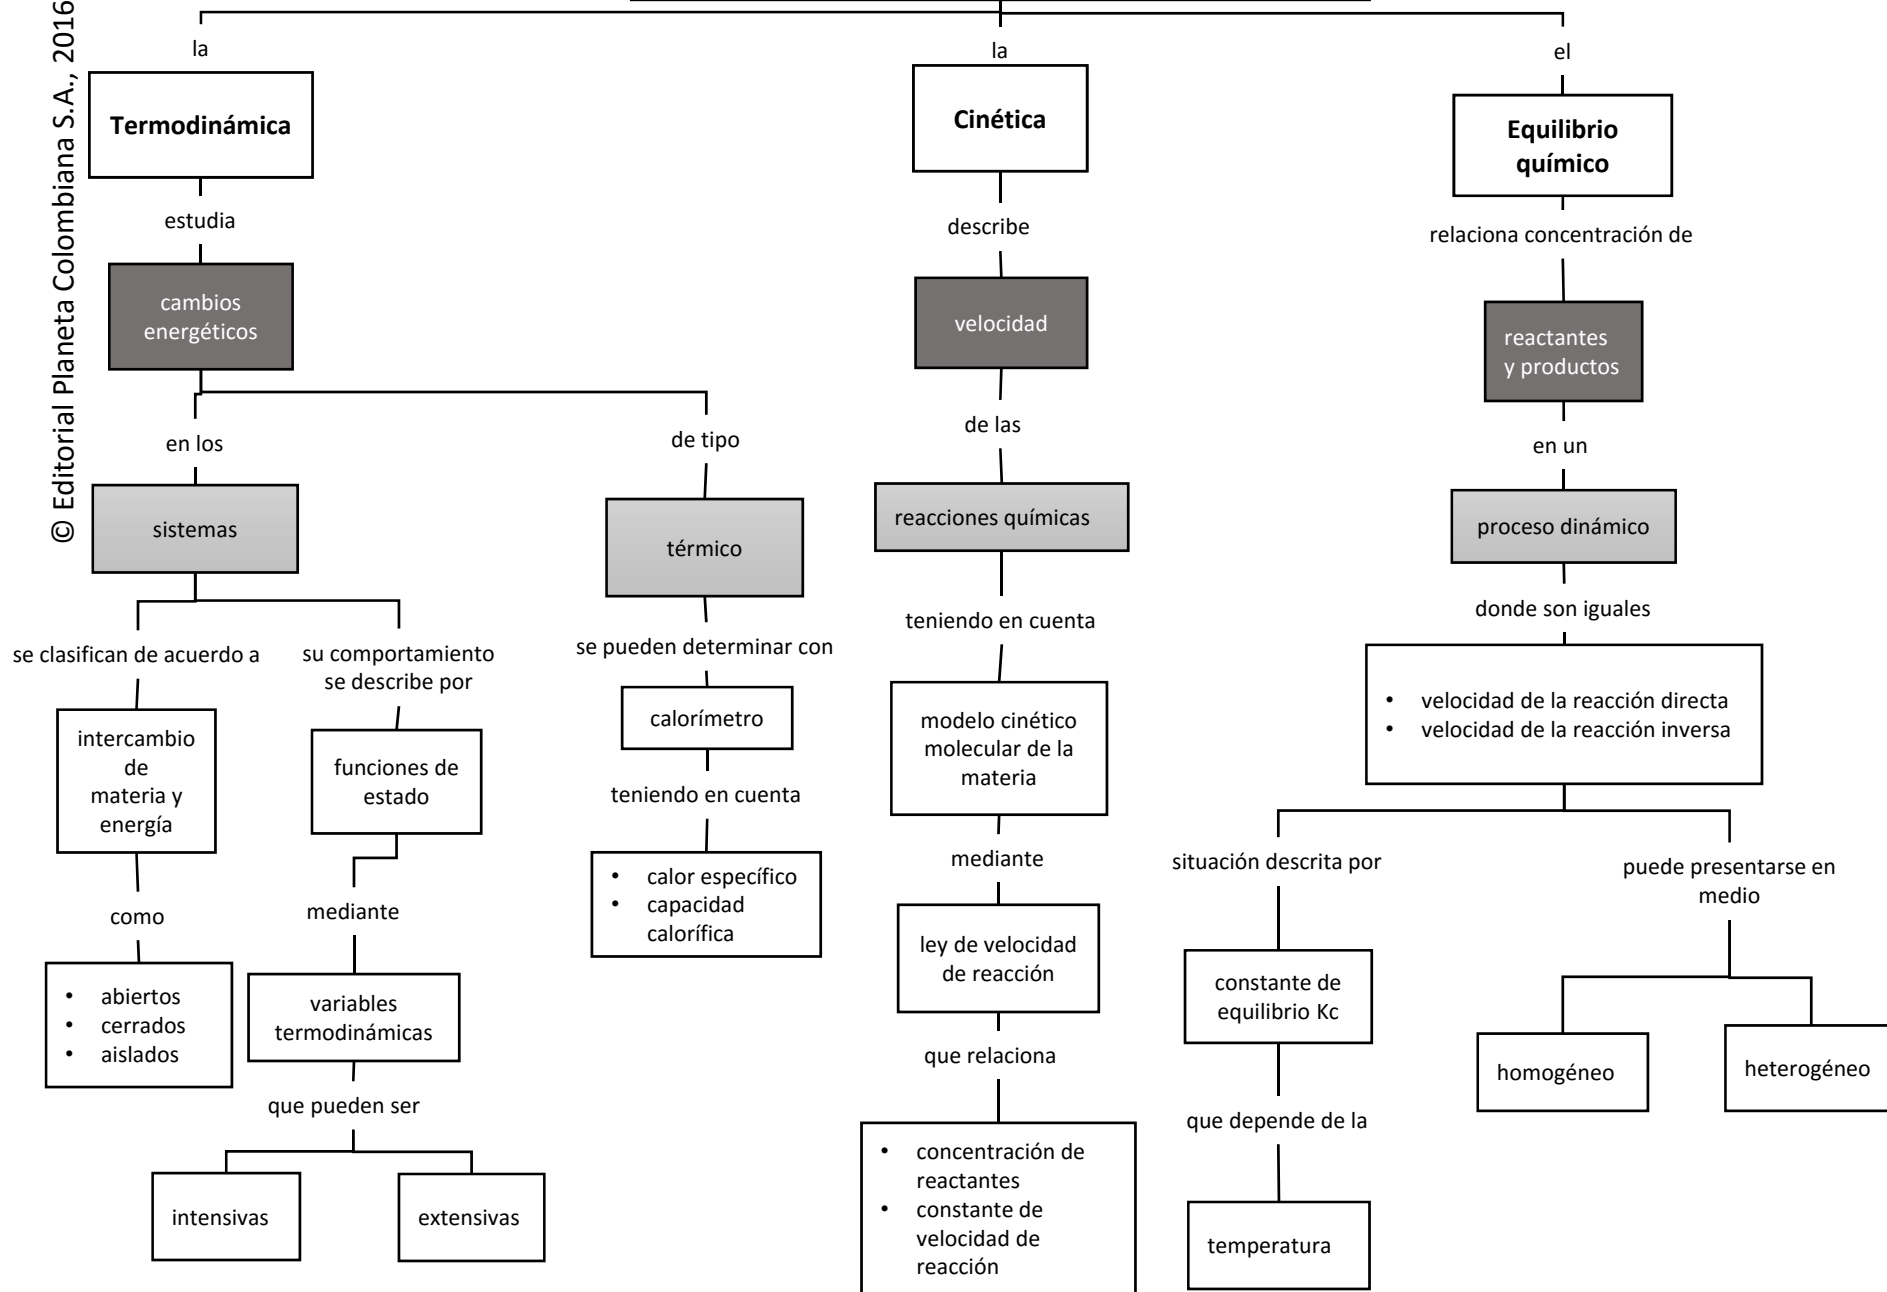 © Editorial Planeta Colombiana S.A., 2016
la
Termodinámica
estudia
cambios
energéticos
en los
sistemas
se clasifican de acuerdo a
intercambio
de
materia y
energía
como
• abiertos
• cerrados
• aislados
su comportamiento
se describe por
funciones de
estado
mediante
variables
termodinámicas
que pueden ser
intensivas
extensivas
de tipo
térmico
se pueden determinar con
calorímetro
teniendo en cuenta
• calor específico
• capacidad
calorífica
la
Cinética
describe
velocidad
de las
reacciones químicas
teniendo en cuenta
modelo cinético
molecular de la
materia
mediante
ley de velocidad
de reacción
que relaciona
• concentración de
reactantes
• constante de
velocidad de
reacción
el
Equilibrio
químico
relaciona concentración de
reactantes
y productos
en un
proceso dinámico
donde son iguales
• velocidad de la reacción directa
• velocidad de la reacción inversa
situación descrita por
constante de
equilibrio Kc
que depende de la
temperatura
puede presentarse en
medio
homogéneo
heterogéneo